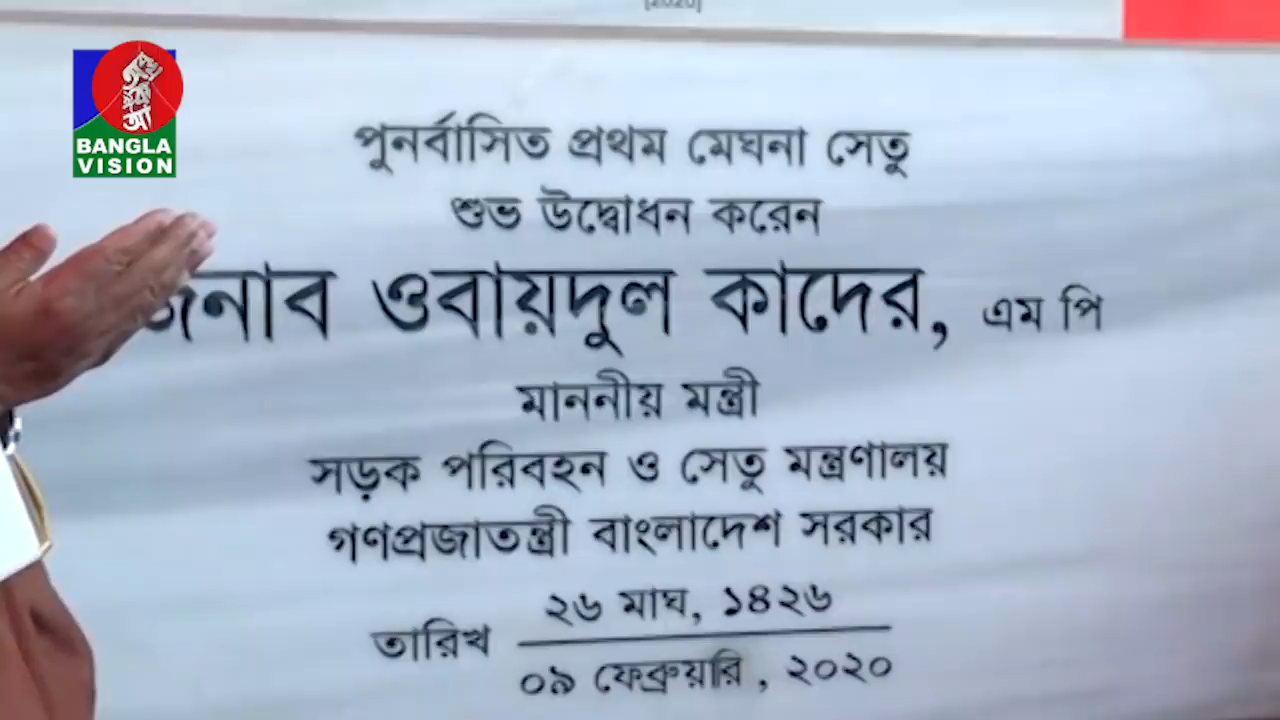 [2020]
BANGLA
VISION
পুনর্বাসিত প্রথম মেঘনা সেতু
শুভ উদ্বোধন করেন
জনাব ওবায়দুল কাদের, এম পি
মাননীয় মন্ত্রী
সড়ক পরিবহন ও সেতু মন্ত্রণালয়
গণপ্রজাতন্ত্রী বাংলাদেশ সরকার
তারিখ ২৬ মাঘ, ১৪২৬
০৯ ফেব্রুয়ারি, ২০২০